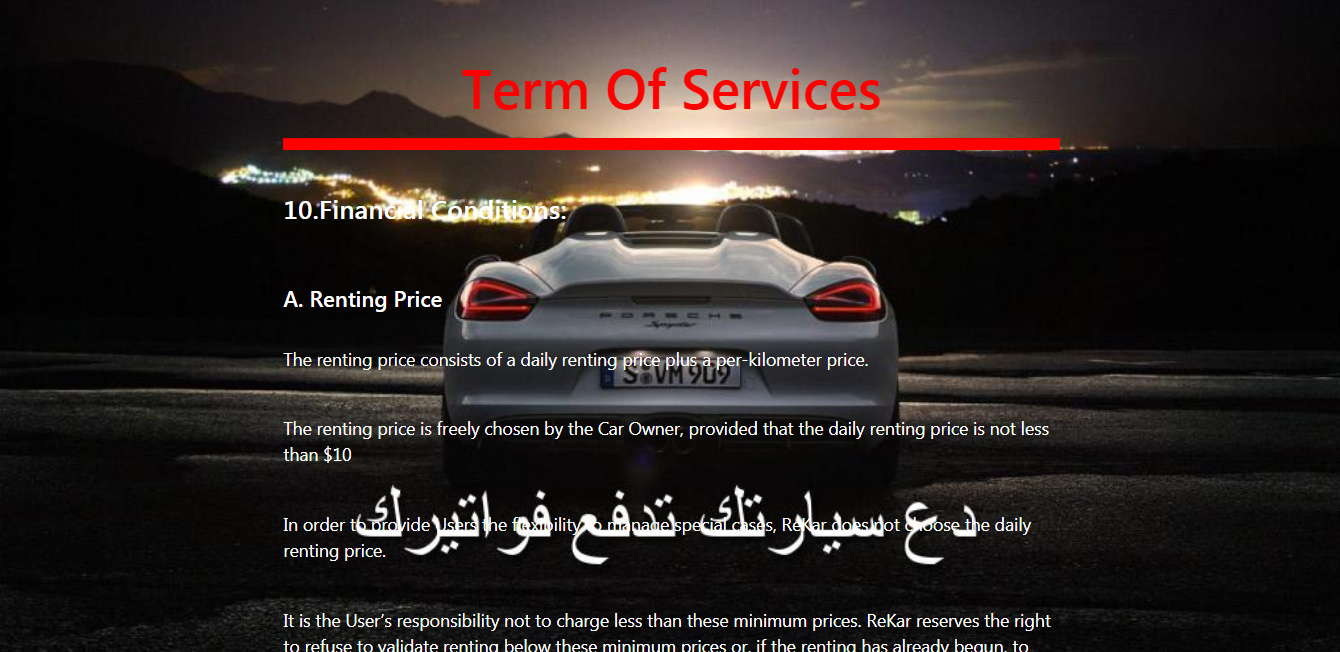 Term Of Services
10.Financial Conditions:
A. Renting Price
PORSCHE
Spyder
The renting price consists of a daily renting price plus a per-kilometer price.
S VM 909
The renting price is freely chosen by the Car Owner, provided that the daily renting price is not less
than $10
دع سيارتك تدفع فواتيرك
In order to provide Users the flexibility to manage special cases, ReKar does not choose the daily
renting price.
It is the User’s responsibility not to charge less than these minimum prices. ReKar reserves the right
to refuse to validate renting below these minimum prices or, if the renting has already begun, to